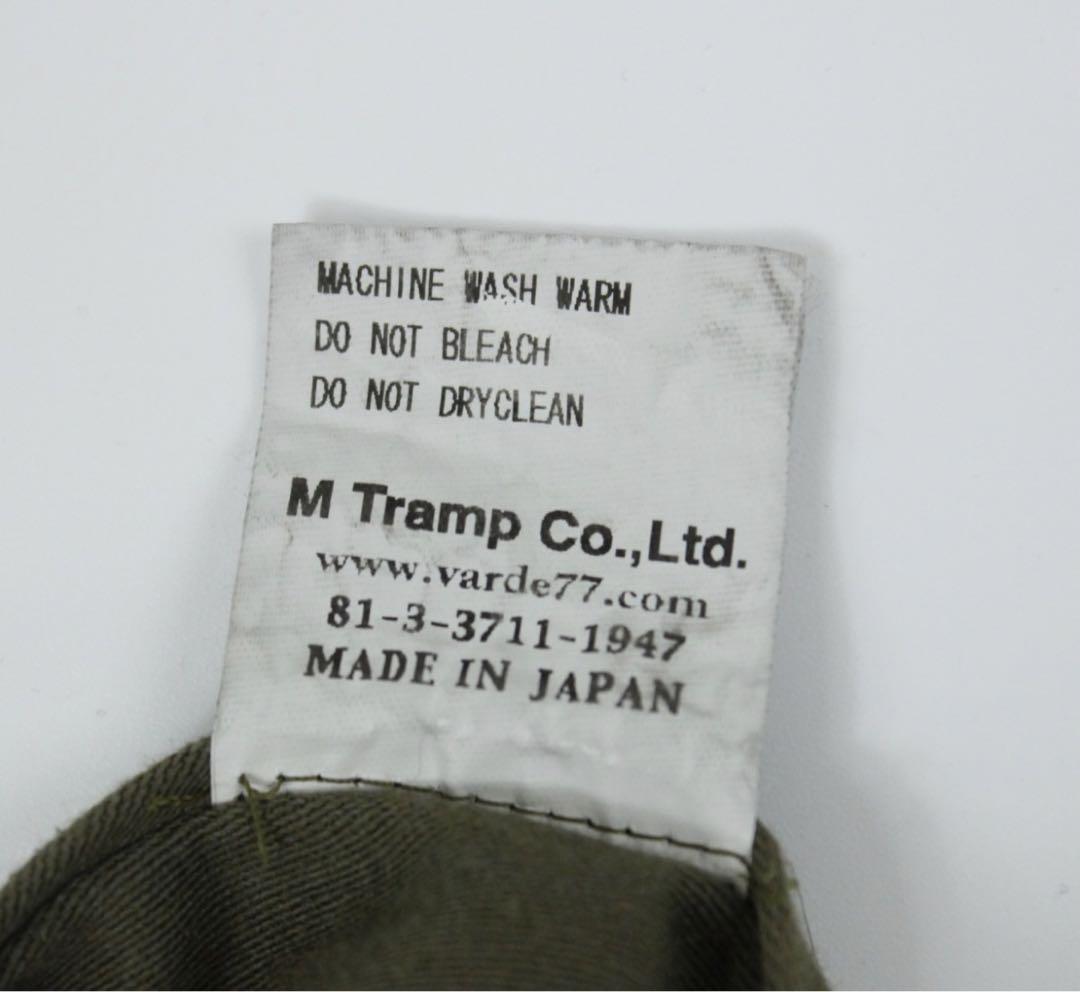 MACHINE WASH WARM
DO NOT BLEACH
DO NOT DRYCLEAN
M Tramp Co.,Ltd.
www.varde77.com
81-3-3711-1947
MADE IN JAPAN